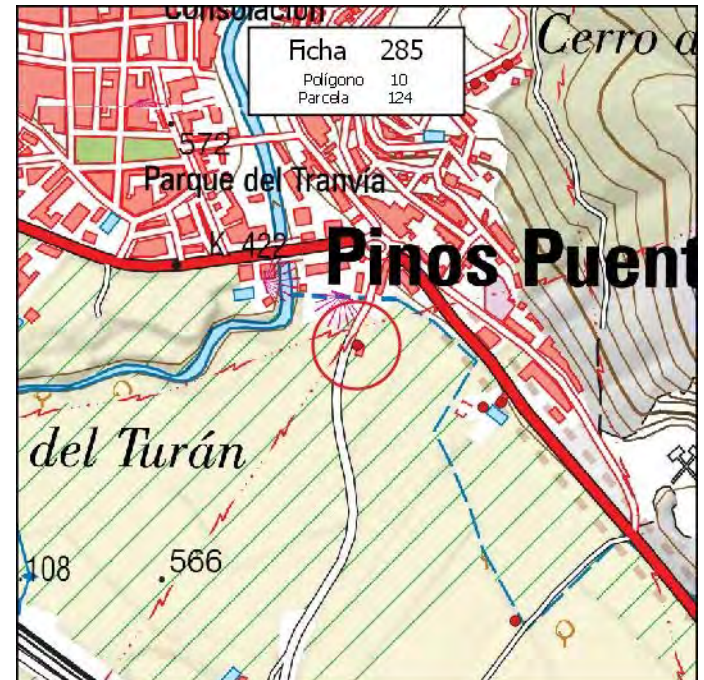 Consolación
Ficha 285
Polígono 10
Parcela 124
Cerro d
572
Parque del Tranvía
K. 422
Pinos Puent
del Turán
108
566